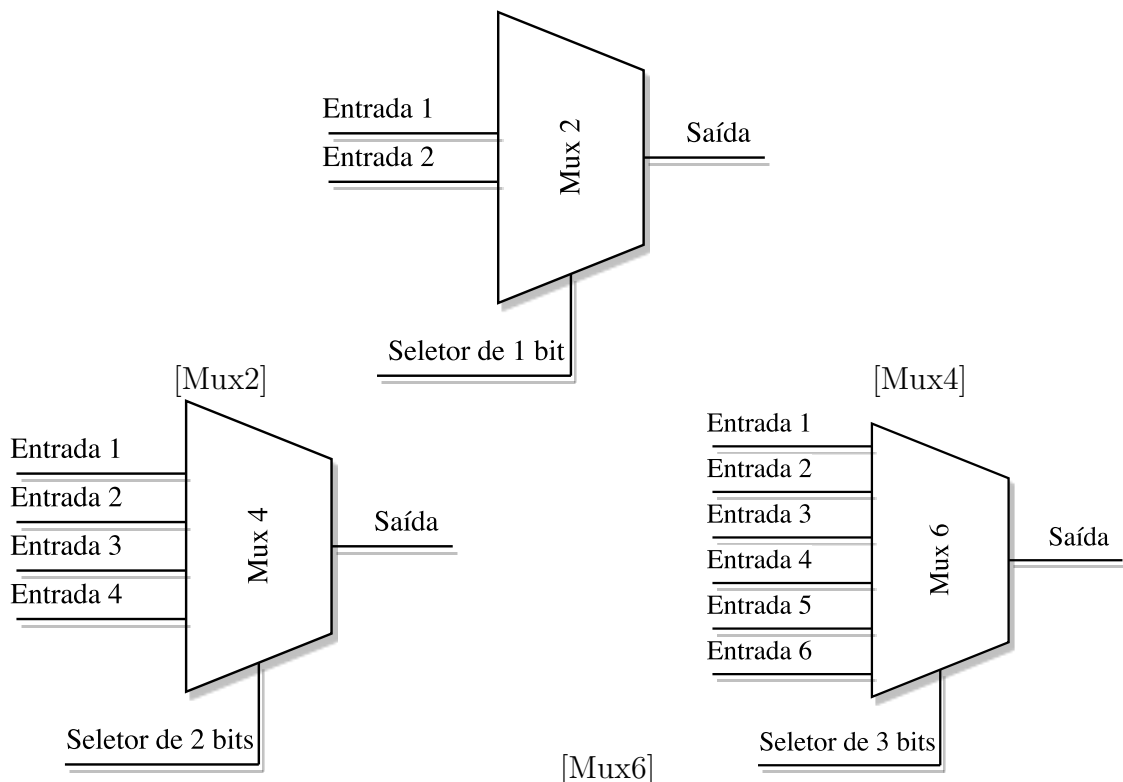 Entrada 1
Entrada 2
Mux 2
Saída
Seletor de 1 bit
[Mux2]
[Mux4]
Entrada 1
Entrada 2
Entrada 3
Entrada 4
Mux 4
Saída
Seletor de 2 bits
Entrada 1
Entrada 2
Entrada 3
Entrada 4
Entrada 5
Entrada 6
Mux 6
Saída
Seletor de 3 bits
[Mux6]